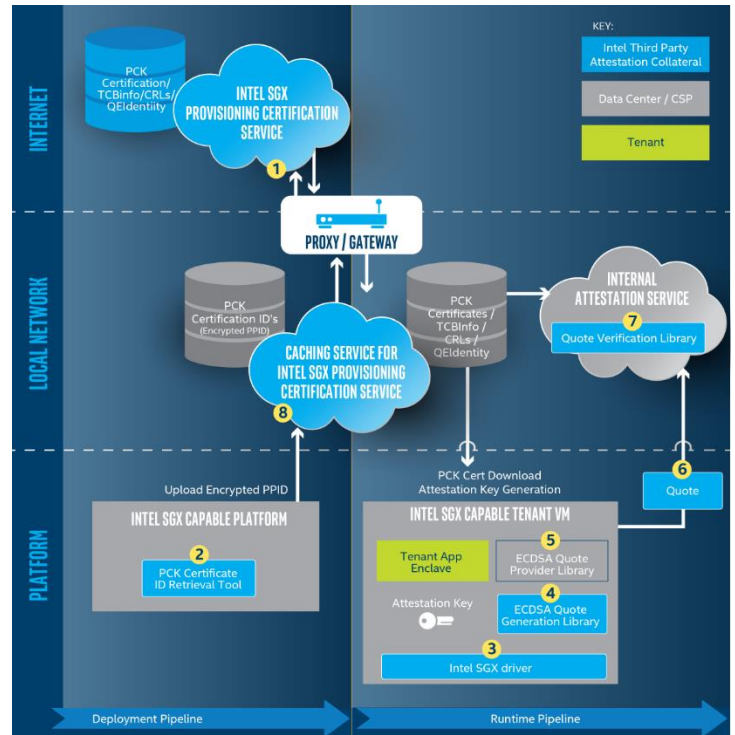 KEY:
Intel Third Party
Attestation Collateral
Data Center / CSP
Tenant
INTERNET
PCK
Certification/
TCBinfo/CRLs/
QEIdentiity
INTEL SGX
PROVISIONING CERTIFICATION
SERVICE
1
PROXY / GATEWAY
LOCAL NETWORK
PCK
Certification ID's
(Encrypted PPID)
CACHING SERVICE FOR
INTEL SGX PROVISIONING
CERTIFICATION SERVICE
8
PCK
Certificates /
TCBInfo /
CRLs /
QEIdentity
INTERNAL
ATTESTATION SERVICE
7
Quote Verification Library
PLATFORM
Upload Encrypted PPID
INTEL SGX CAPABLE PLATFORM
2
PCK Certificate
ID Retrieval Tool
PCK Cert Download
Attestation Key Generation
INTEL SGX CAPABLE TENANT VM
6
Quote
Tenant App
Enclave
5
ECDSA Quote
Provider Library
Attestation Key
4
ECDSA Quote
Generation Library
3
Intel SGX driver
Deployment Pipeline
Runtime Pipeline